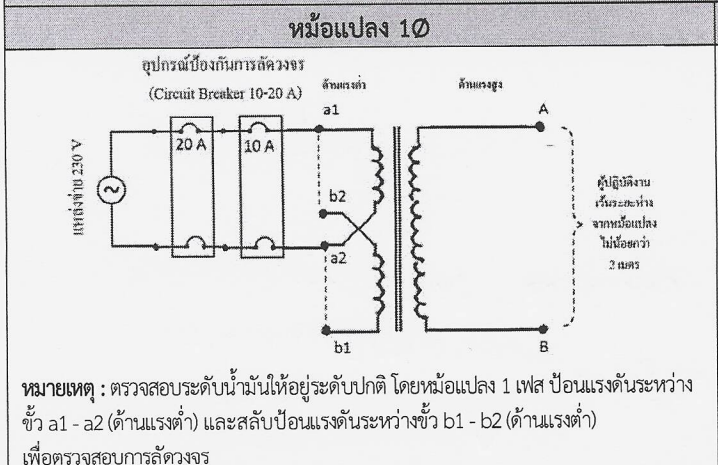 หม้อแปลง 1Ø
อุปกรณ์ป้องกันการลัดวงจร
(Circuit Breaker 10-20 A)
ด้านแรงต่ำ
ด้านแรงสูง
a1
A
20 A
10 A
แหล่งจ่าย 230 V
b2
a2
b1
B
ผู้ปฏิบัติงาน
เว้นระยะห่าง
จากหม้อแปลง
ไม่น้อยกว่า
2 เมตร
หมายเหตุ : ตรวจสอบระดับน้ำมันให้อยู่ระดับปกติ โดยหม้อแปลง 1 เฟส ป้อนแรงดันระหว่าง
ขั้ว a1 - a2 (ด้านแรงต่ำ) และสลับป้อนแรงดันระหว่างขั้ว b1 - b2 (ด้านแรงต่ำ)
เพื่อตรวจสอบการลัดวงจร